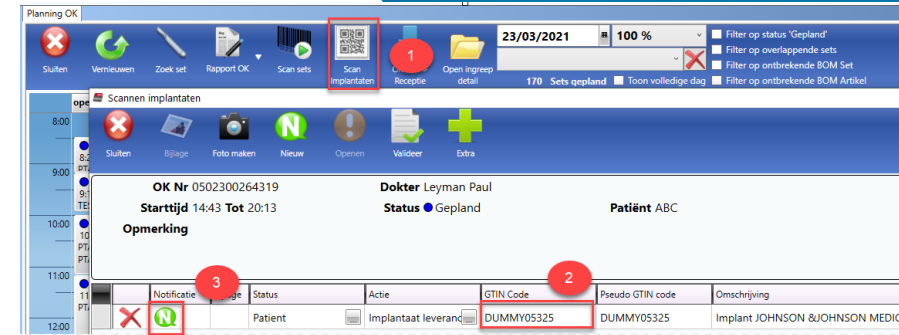 Planning OK
23/03/2021 100 % Filter op status 'Gepland'
Filter op overlappende sets
Filter op ontbrekende BOM Set
Sluiten Vernieuwen Zoek set Rapport OK Scan sets Scan Implantaten Receptie Open ingreep detail
170 Sets gepland Toon volledige dag Filter op ontbrekende BOM Artikel
1
ope
Scannen implantaten
8:00
Sluiten Bijlage Foto maken Nieuw Openen Valideer Extra
9:00
OK Nr 0502300264319 Dokter Leyman Paul
Starttijd 14:43 Tot 20:13 Status Gepland Patiënt ABC
10:00
Opmerking
11:00
3
2
Notificatie Status Actie GTIN Code Pseudo GTIN code Omschrijving
Patient Implantaat leveranc DUMMY05325 DUMMY05325 Implant JOHNSON &JOHNSON MEDIC
12:00